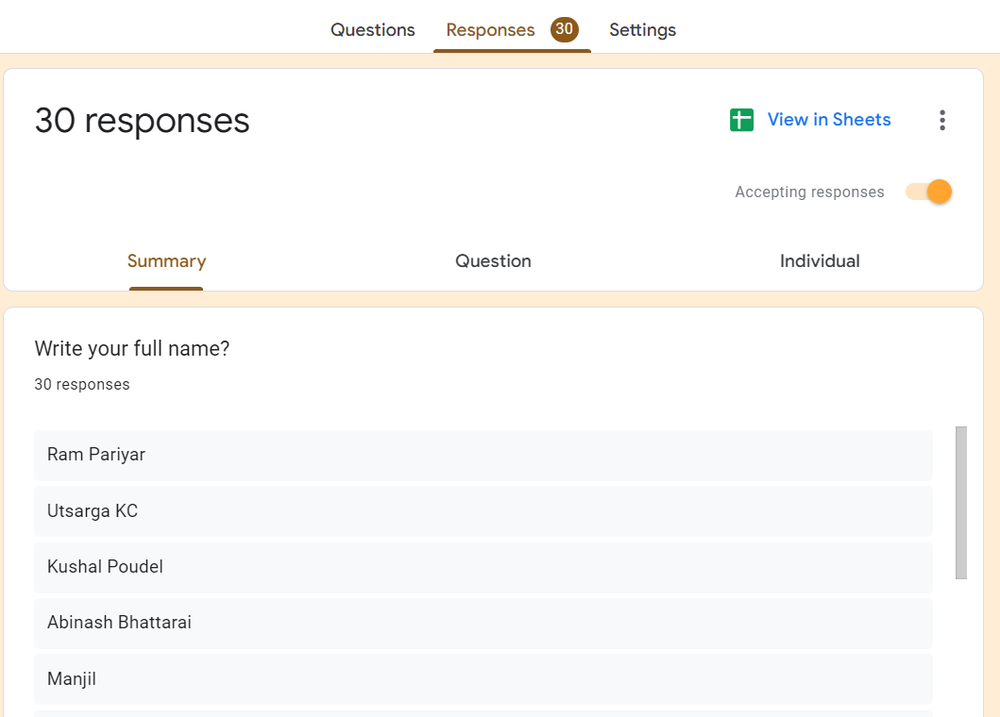 Questions Responses 30 Settings
30 responses
View in Sheets
Accepting responses
Summary Question Individual
Write your full name?
30 responses
Ram Pariyar
Utsarga KC
Kushal Poudel
Abinash Bhattarai
Manjil